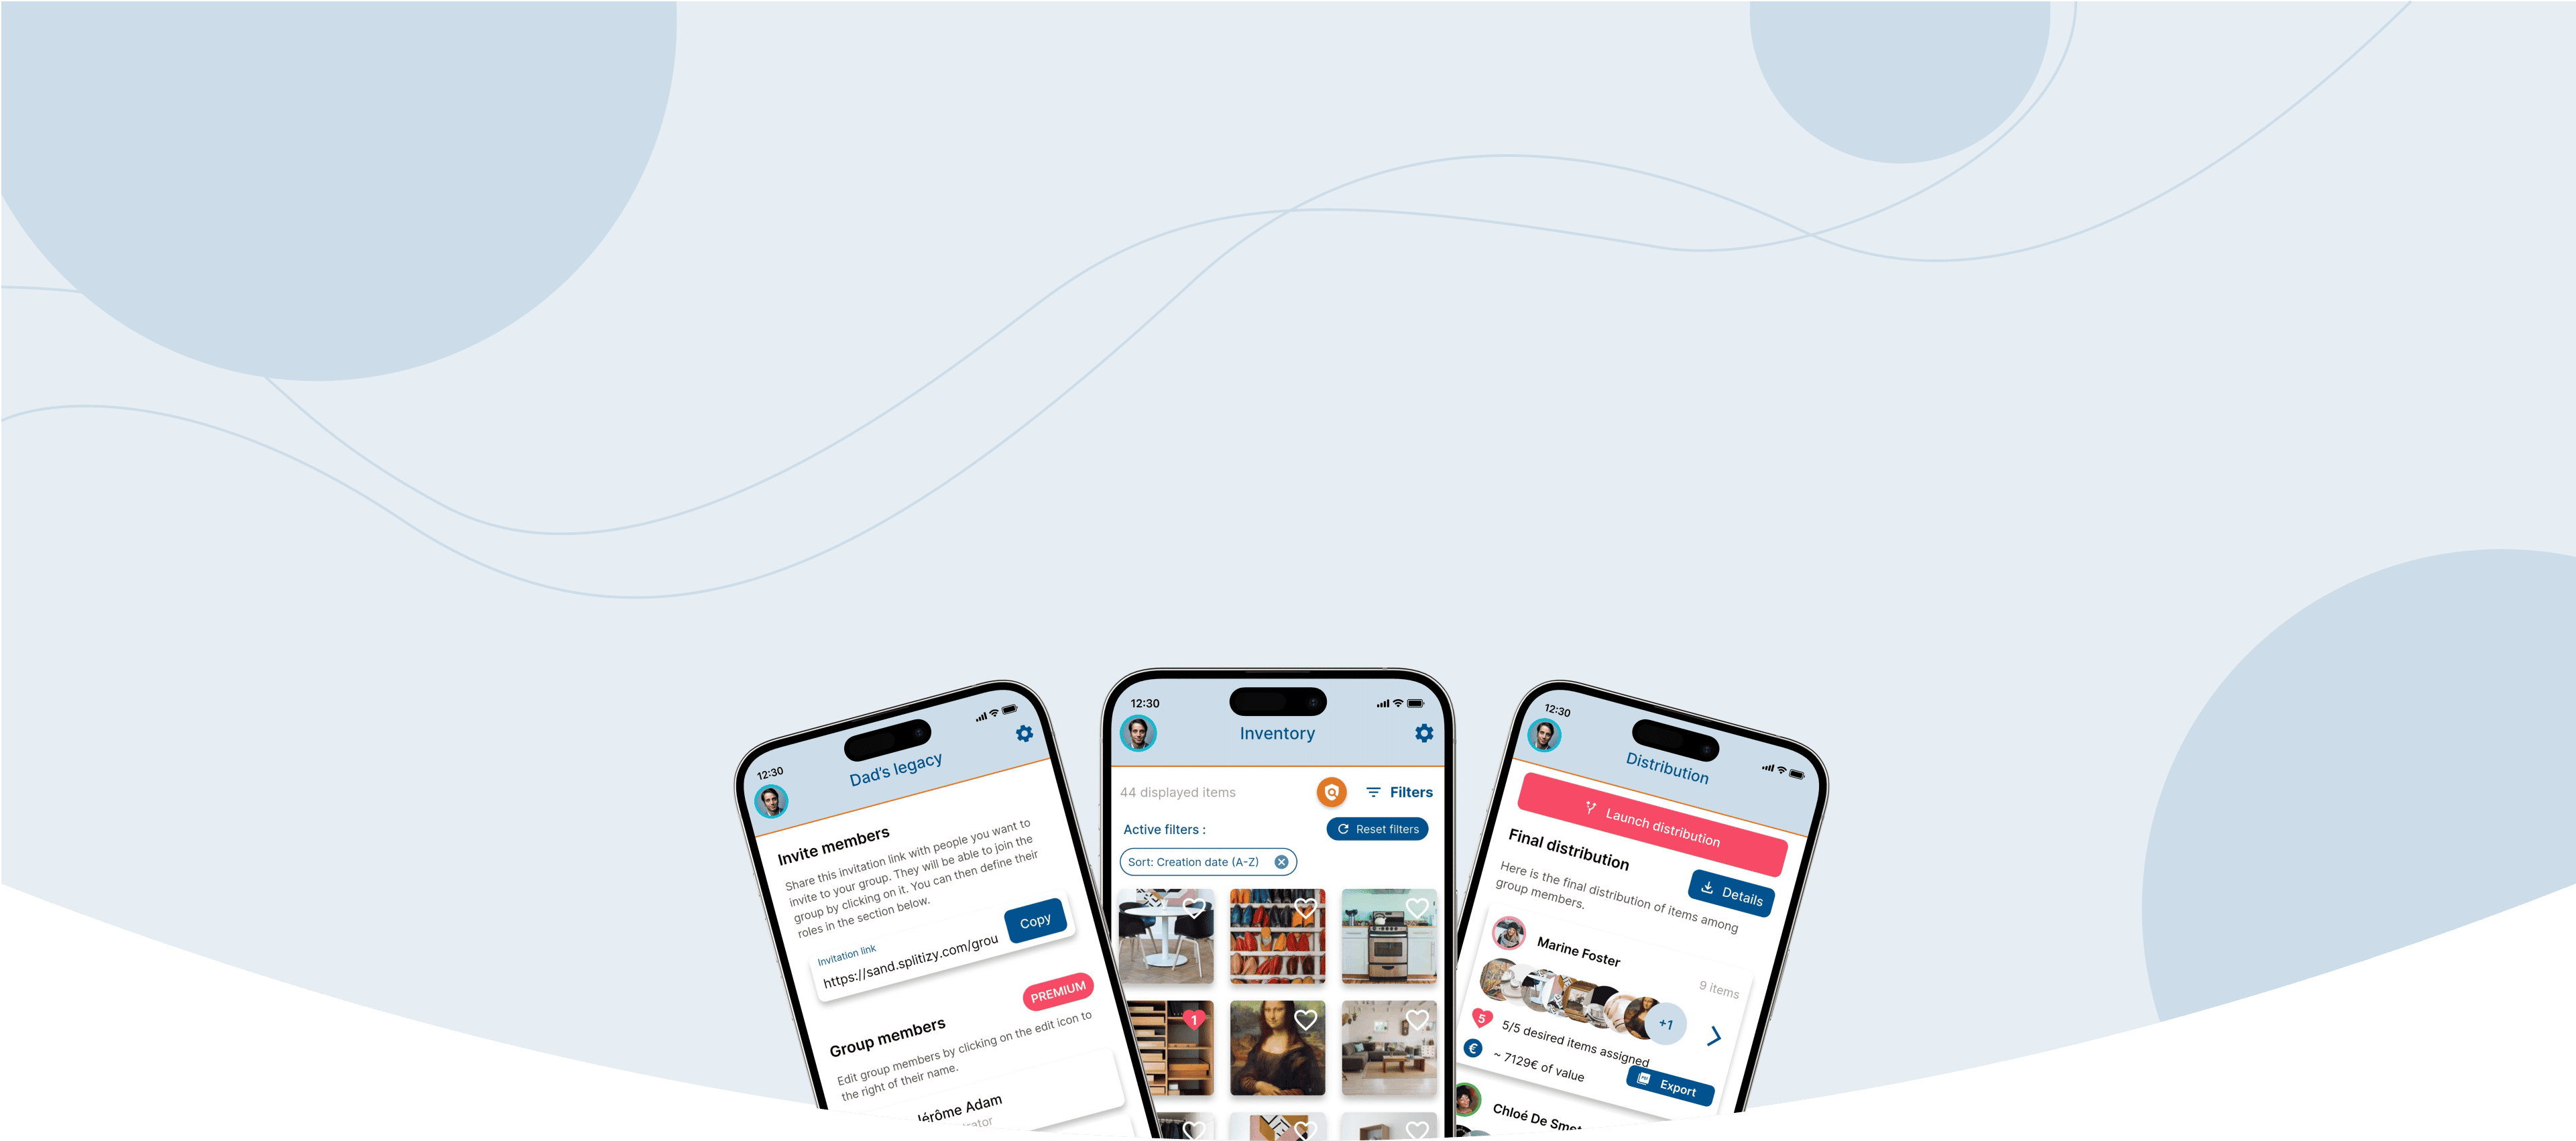 12:30
Dad's legacy
Invite members
Share this invitation link with people you want to
invite to your group. They will be able to join the
group by clicking on it. You can then define their
roles in the section below.
Invitation link
https://sand.splitizy.com/grou
Copy
PREMIUM
Group members
Edit group members by clicking on the edit icon to
the right of their name.
Jérôme Adam
12:30
Inventory
44 displayed items
Filters
Active filters :
Reset filters
Sort: Creation date (A-Z)
1
12:30
Distribution
Launch distribution
Final distribution
Details
Here is the final distribution of items among
group members.
Marine Foster
9 items
+1
5
5/5 desired items assigned
€
~ 7129€ of value
Export
Chloé De Smet